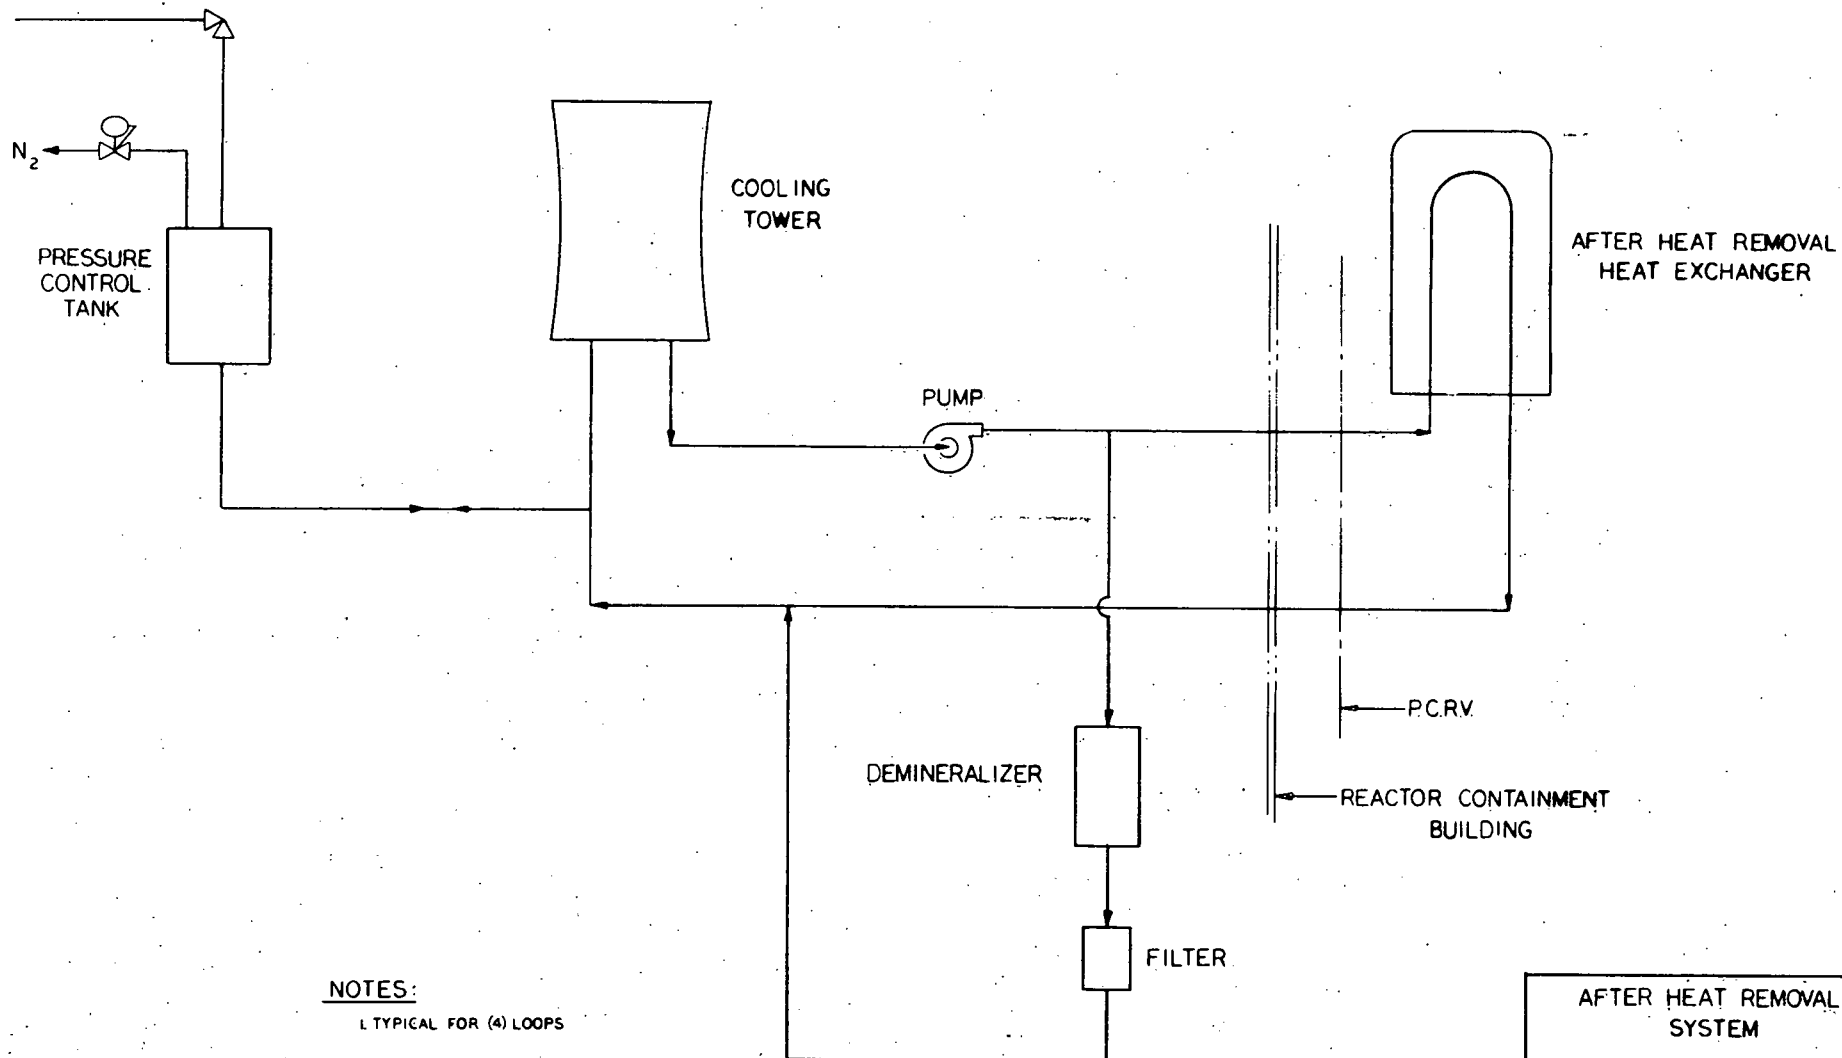 N2
PRESSURE
CONTROL
TANK
COOLING
TOWER
PUMP
AFTER HEAT REMOVAL
HEAT EXCHANGER
P.C.R.V.
DEMINERALIZER
REACTOR CONTAINMENT
BUILDING
FILTER
NOTES:
1. TYPICAL FOR (4) LOOPS
AFTER HEAT REMOVAL
SYSTEM